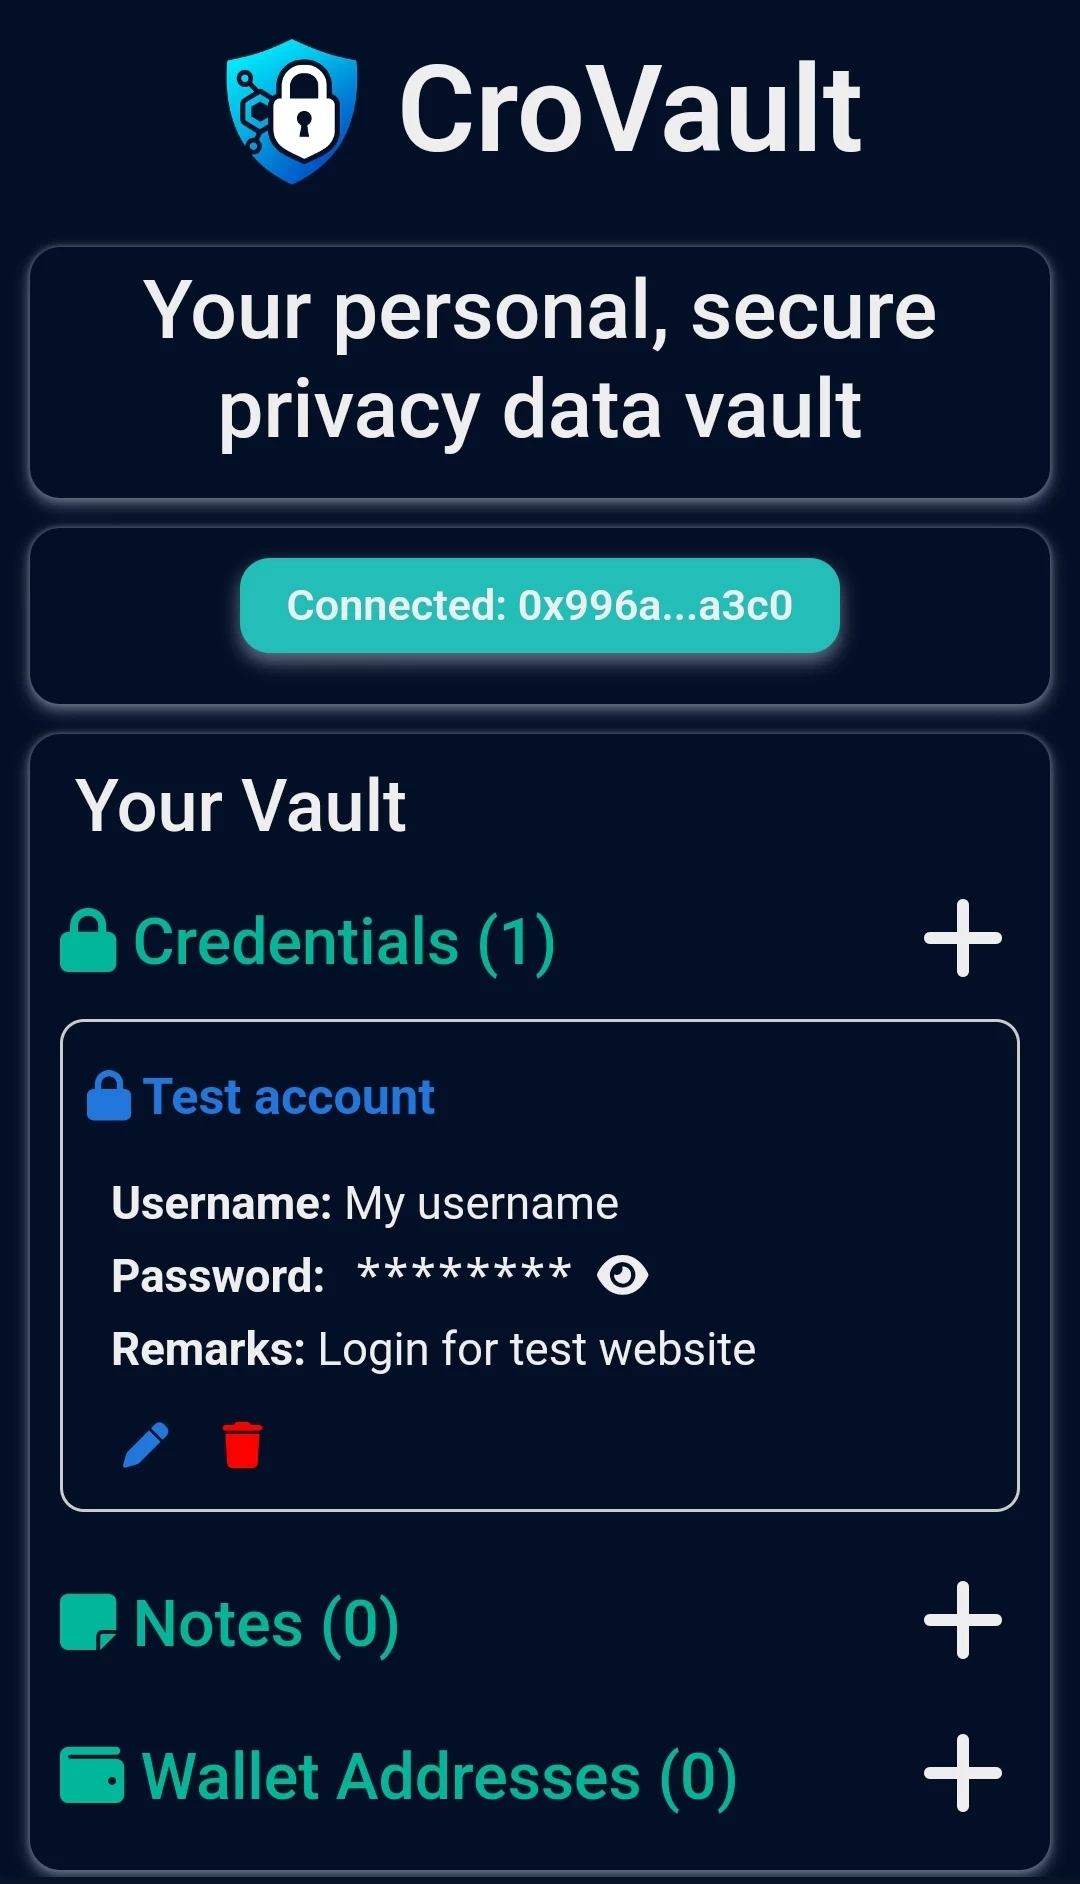 CroVault
Your personal, secure
privacy data vault
Connected: 0x996a...a3c0
Your Vault
Credentials (1)
Test account
Username: My username
Password: ********
Remarks: Login for test website
Notes (0)
Wallet Addresses (0)